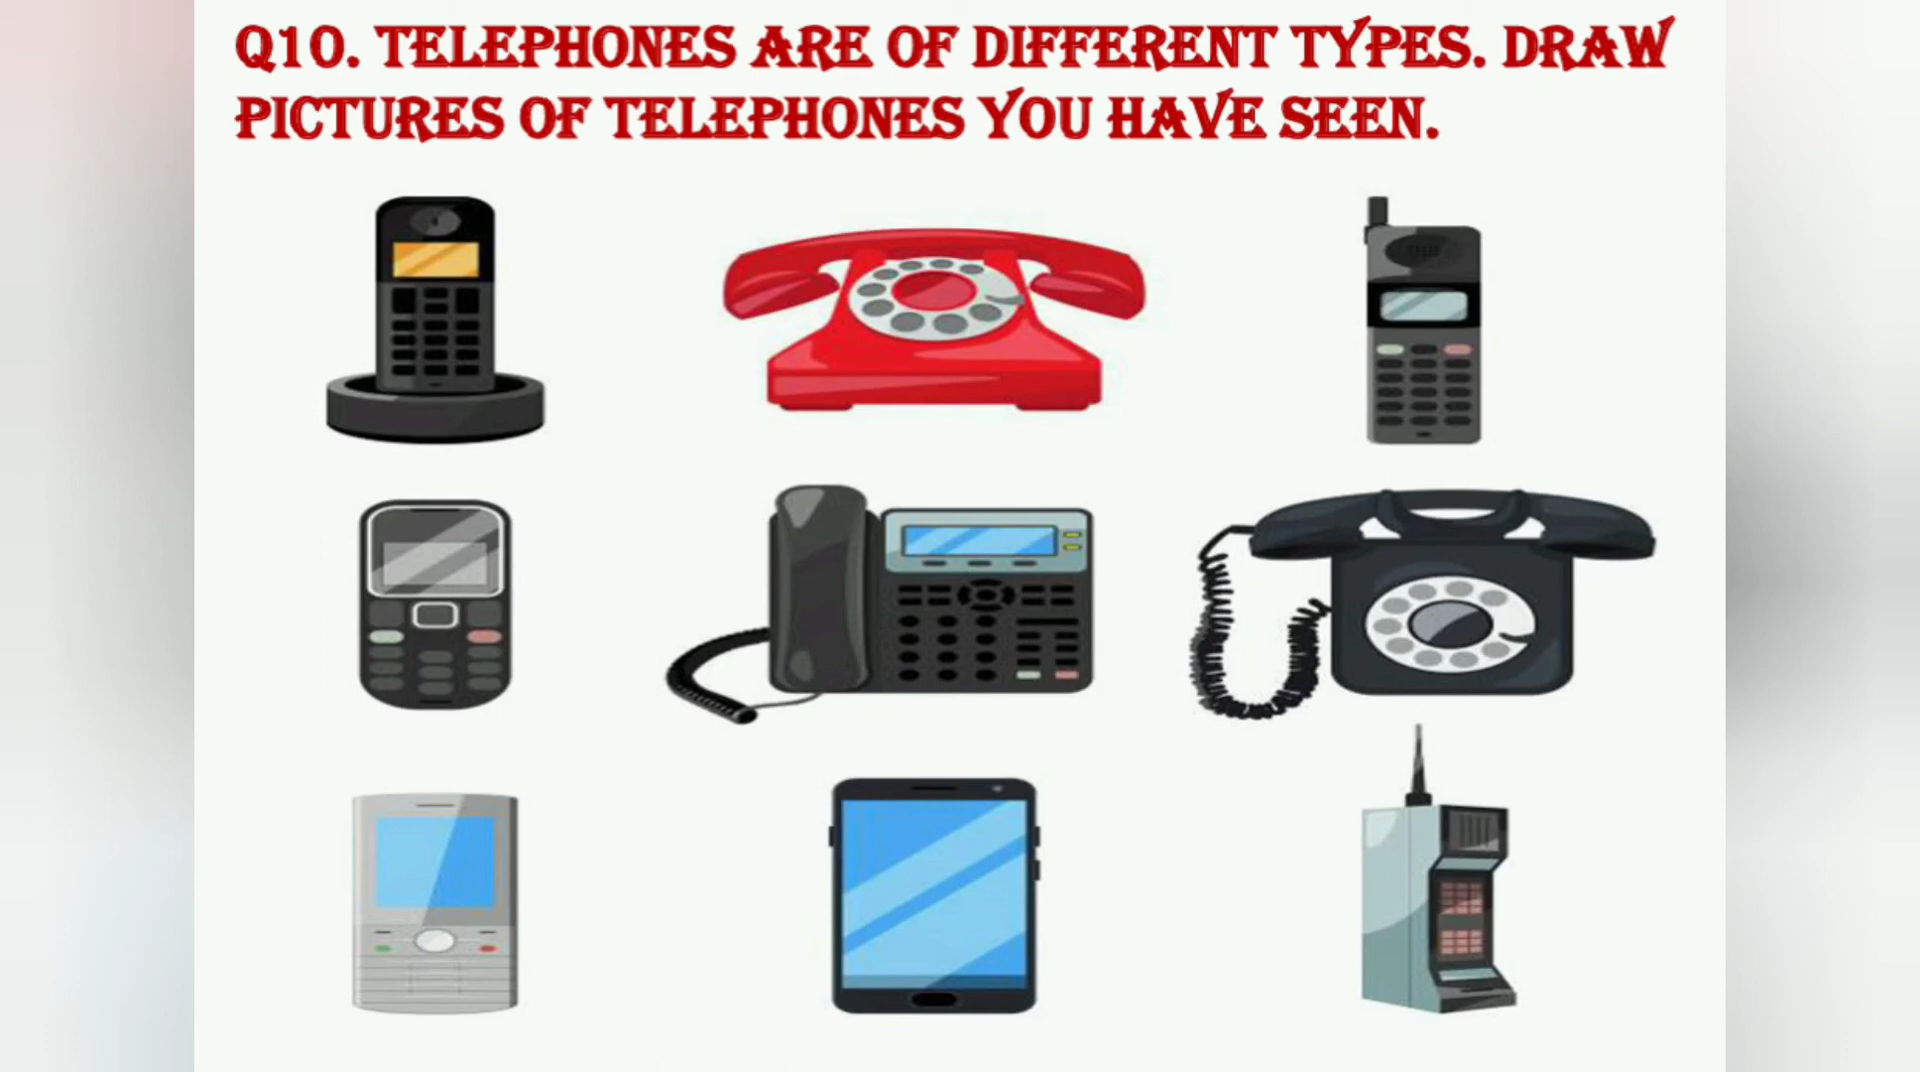 Q10. TELEPHONES ARE OF DIFFERENT TYPES. DRAW
PICTURES OF TELEPHONES YOU HAVE SEEN.